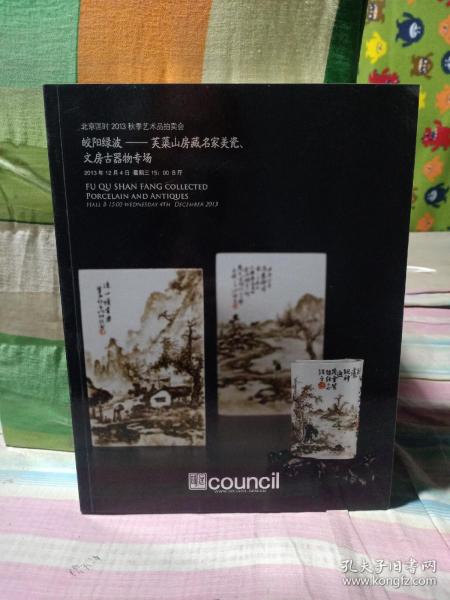 北京匡时 2013 秋季艺术品拍卖会
皎阳绿波 —— 芙蕖山房藏名家美瓷、
文房古器物专场
2013 年 12 月 4 日 星期三 15：00 B 厅
FU QU SHAN FANG COLLECTED
PORCELAIN AND ANTIQUES
HALL B 15:00 WEDNESDAY 4TH DECEMBER 2013
council
孔夫子旧书网
www.kongfz.com